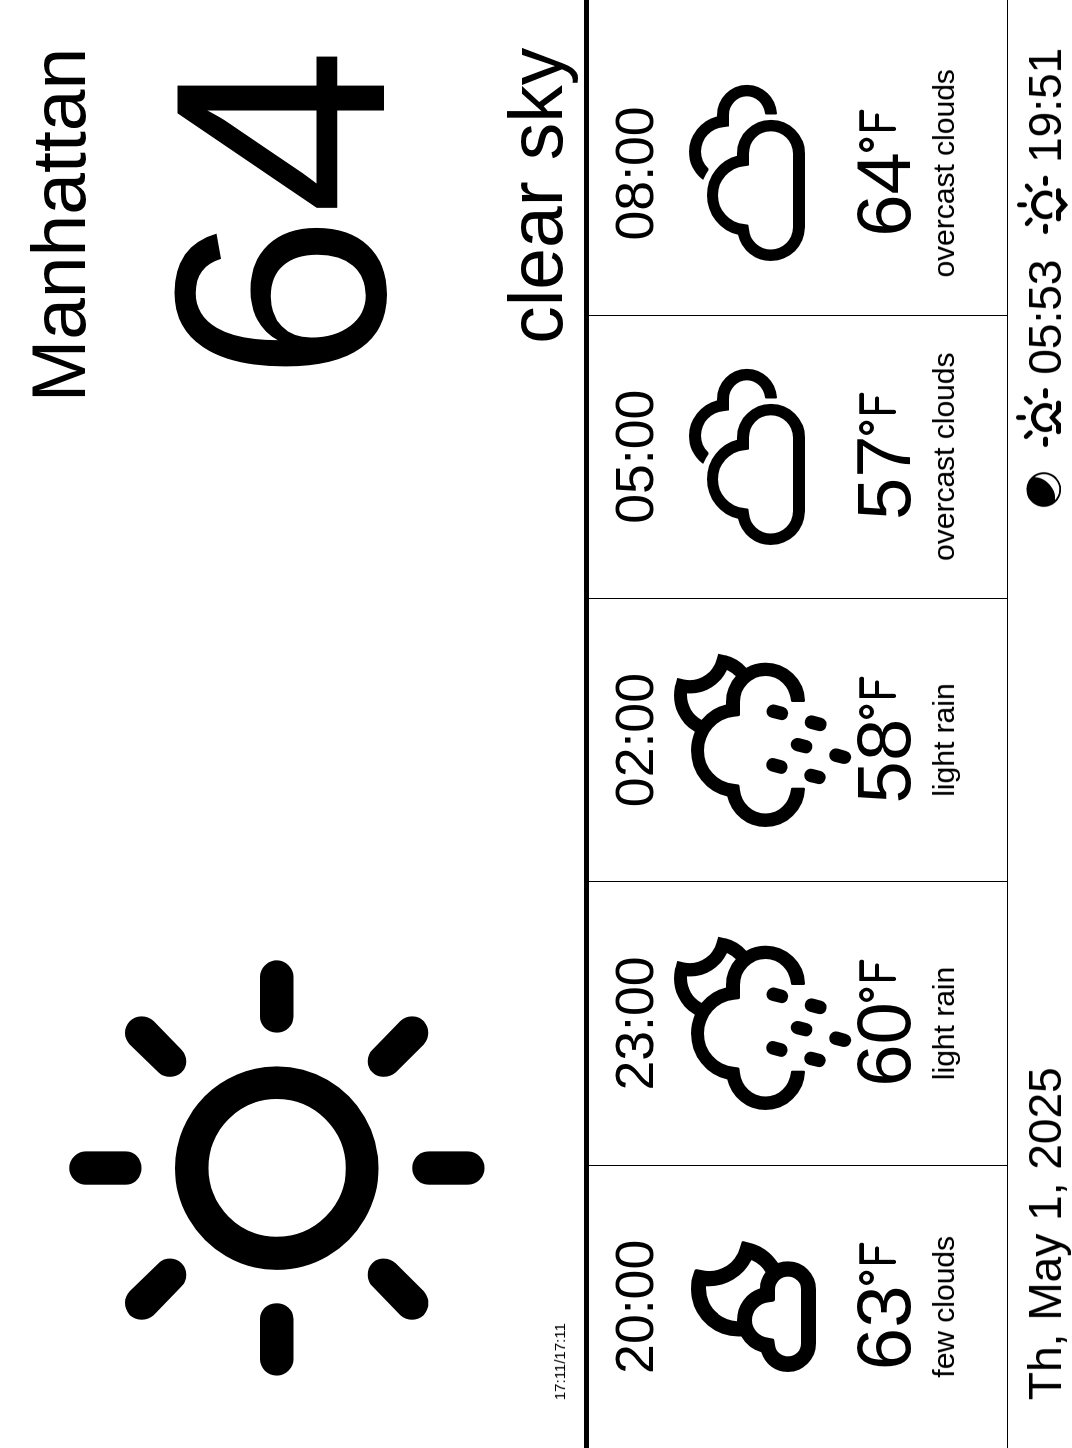 Manhattan
64
clear sky
17:11/17:11
20:00 23:00 02:00 05:00 08:00
63°F 60°F 58°F 57°F 64°F
few clouds light rain light rain overcast clouds overcast clouds
Th, May 1, 2025 05:53 19:51